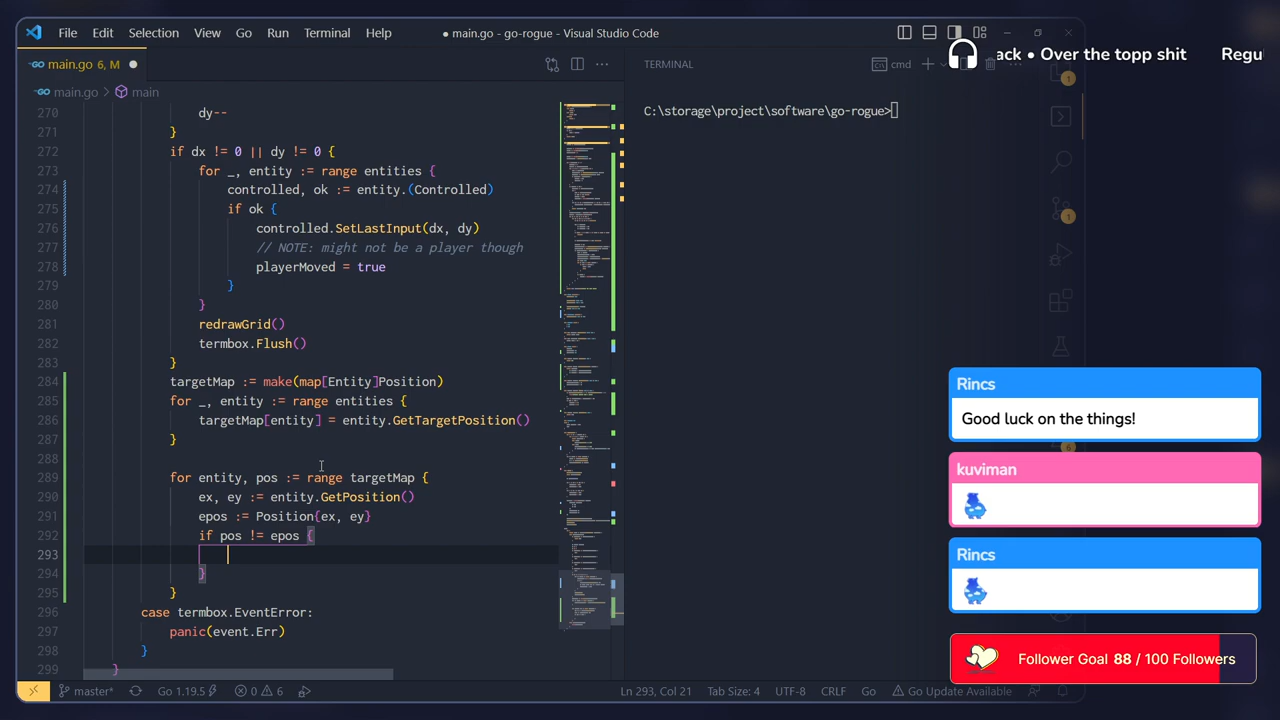 File Edit Selection View Go Run Terminal Help
● main.go - go-rogue - Visual Studio Code
ack • Over the topp shit Regu
main.go 6, M ●
TERMINAL
cmd
main.go > main
C:\storage\project\software\go-rogue>
270 dy--
271 }
272 if dx != 0 || dy != 0 {
273 for _, entity := range entities {
274 controlled, ok := entity.(Controlled)
275 if ok {
276 controlled.SetLastInput(dx, dy)
277 // NOTE: might not be a player though
278 playerMoved = true
279 }
280 }
281 redrawGrid()
282 termbox.Flush()
283 }
284 targetMap := make(map[Entity]Position)
285 for _, entity := range entities {
286 targetMap[entity] = entity.GetTargetPosition()
287 }
288
289 for entity, pos := range targetMap {
290 ex, ey := entity.GetPosition()
291 epos := Position{ex, ey}
292 if pos != epos {
293
294 }
295 }
296 case termbox.EventError:
297 panic(event.Err)
298 }
299 }
1
1
Rincs
Good luck on the things!
kuviman
Rincs
Follower Goal 88 / 100 Followers
master* Go 1.19.5 0 6 Ln 293, Col 21 Tab Size: 4 UTF-8 CRLF Go Go Update Available